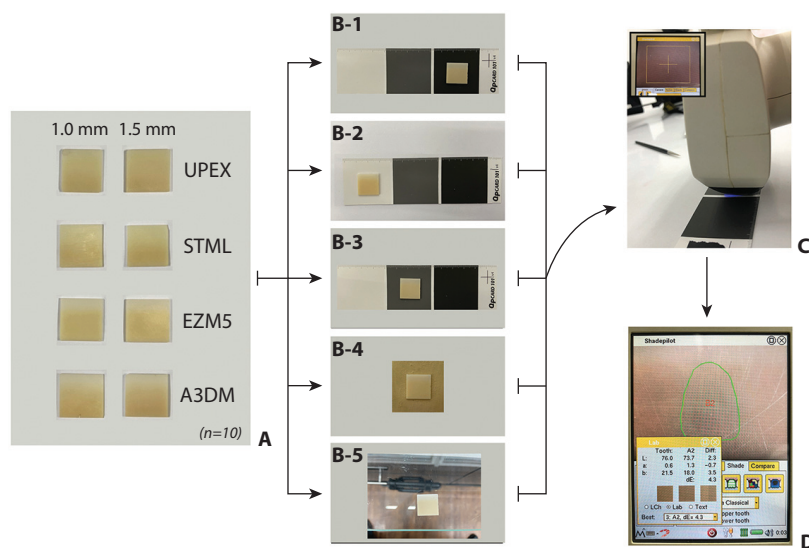 1.0 mm 1.5 mm
UPEX
STML
EZM5
A3DM
(n=10)
A
B-1
QPCARD 101
B-2
QPCARD 101
B-3
QPCARD 101
B-4
B-5
C
Shadepilot
Lab
Tooth: A2 Diff:
L: 76.0 73.7 2.3
a: 0.6 1.3 -0.7
b: 21.5 18.0 3.5
dE: 4.3
LCh Lab Text
Best: 3: A2, dE= 4.3
Shade Compare
Classical
pper tooth
ower tooth
D